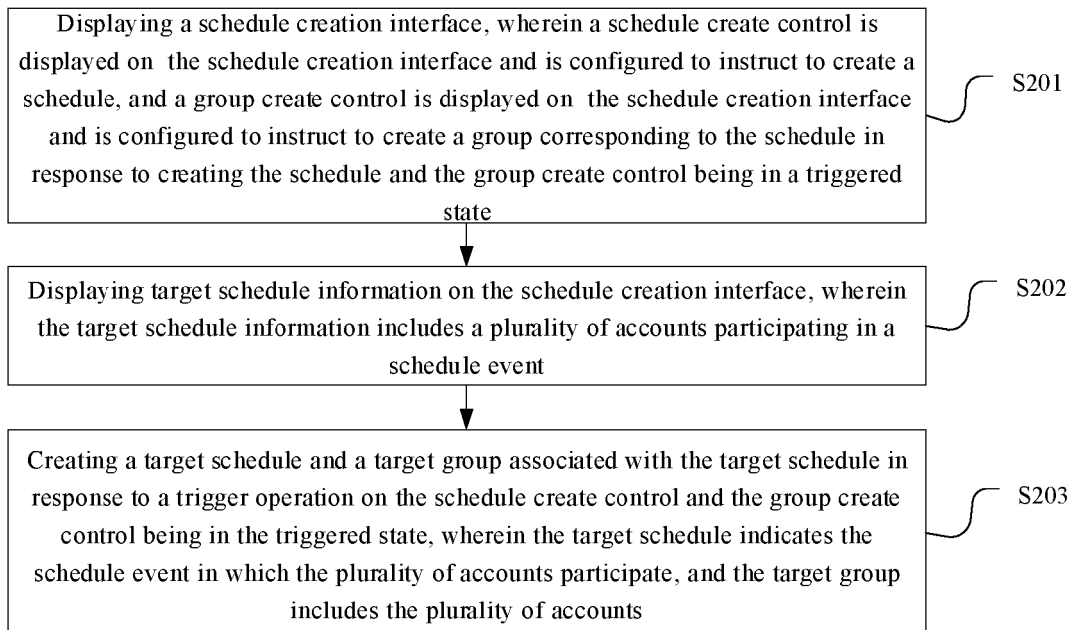 Displaying a schedule creation interface, wherein a schedule create control is
displayed on the schedule creation interface and is configured to instruct to create a
schedule, and a group create control is displayed on the schedule creation interface
and is configured to instruct to create a group corresponding to the schedule in
response to creating the schedule and the group create control being in a triggered
state
S201
Displaying target schedule information on the schedule creation interface, wherein
the target schedule information includes a plurality of accounts participating in a
schedule event
S202
Creating a target schedule and a target group associated with the target schedule in
response to a trigger operation on the schedule create control and the group create
control being in the triggered state, wherein the target schedule indicates the
schedule event in which the plurality of accounts participate, and the target group
includes the plurality of accounts
S203